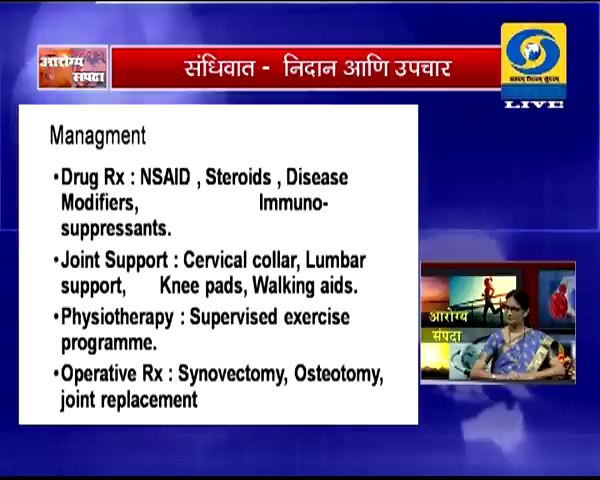 आरोग्य
संपदा
संधिवात - निदान आणि उपचार
LIVE
Managment
•Drug Rx : NSAID , Steroids , Disease
Modifiers, Immuno-
suppressants.
•Joint Support : Cervical collar, Lumbar
support, Knee pads, Walking aids.
•Physiotherapy : Supervised exercise
programme.
•Operative Rx : Synovectomy, Osteotomy,
joint replacement
आरोग्य
संपदा